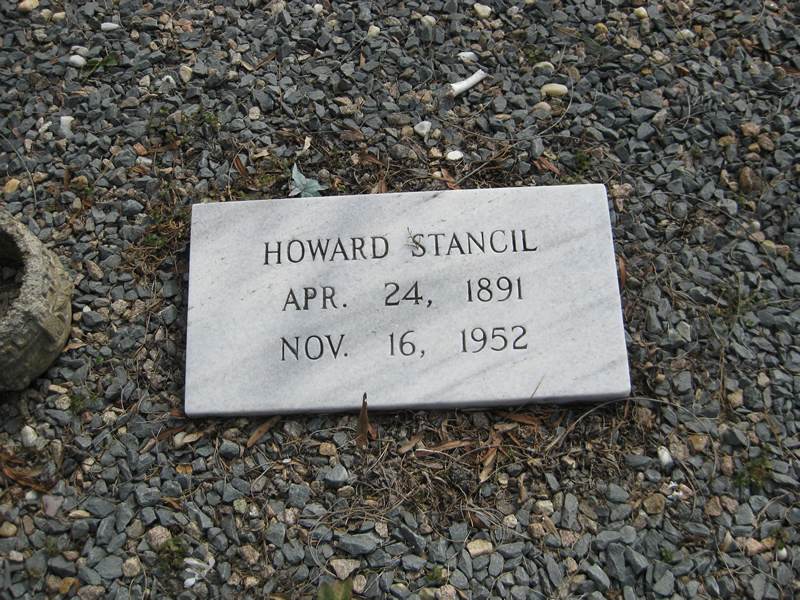 HOWARD STANCIL
APR. 24, 1891
NOV. 16, 1952